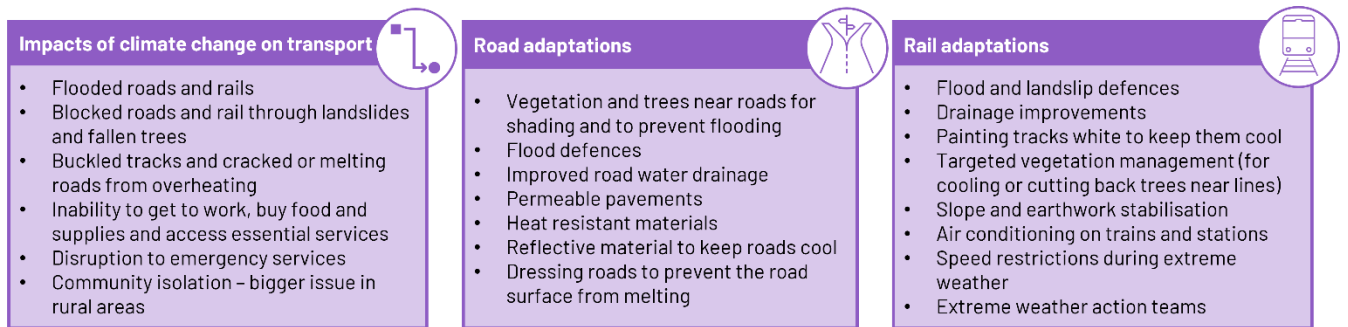 Impacts of climate change on transport
• Flooded roads and rails
• Blocked roads and rail through landslides
and fallen trees
• Buckled tracks and cracked or melting
roads from overheating
• Inability to get to work, buy food and
supplies and access essential services
• Disruption to emergency services
• Community isolation – bigger issue in
rural areas
Road adaptations
• Vegetation and trees near roads for
shading and to prevent flooding
• Flood defences
• Improved road water drainage
• Permeable pavements
• Heat resistant materials
• Reflective material to keep roads cool
• Dressing roads to prevent the road
surface from melting
Rail adaptations
• Flood and landslip defences
• Drainage improvements
• Painting tracks white to keep them cool
• Targeted vegetation management (for
cooling or cutting back trees near lines)
• Slope and earthwork stabilisation
• Air conditioning on trains and stations
• Speed restrictions during extreme
weather
• Extreme weather action teams